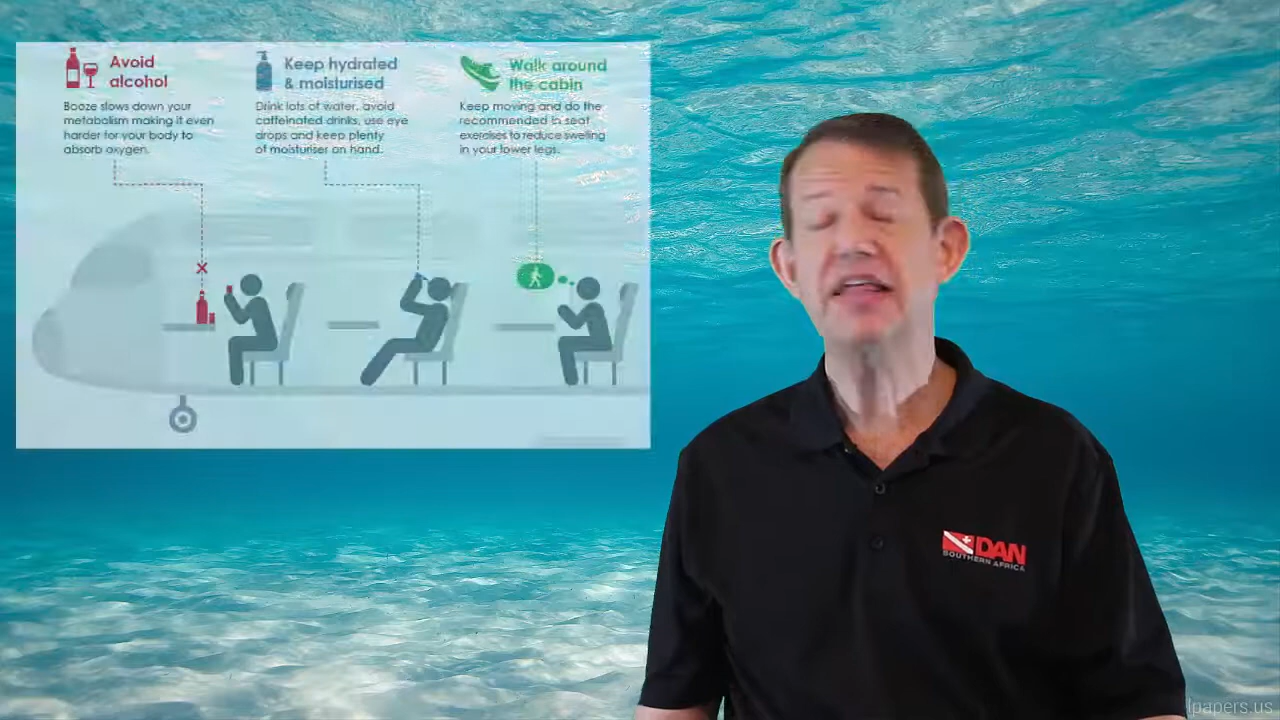 Avoid
alcohol
Booze slows down your
metabolism making it even
harder for your body to
absorb oxygen.
Keep hydrated
& moisturised
Drink lots of water, avoid
caffeinated drinks, use eye
drops and keep plenty
of moisturiser on hand.
Walk around
the cabin
Keep moving and do the
recommended in seat
exercises to reduce swelling
in your lower legs.
DAN
SOUTHERN AFRICA
lpapers.us